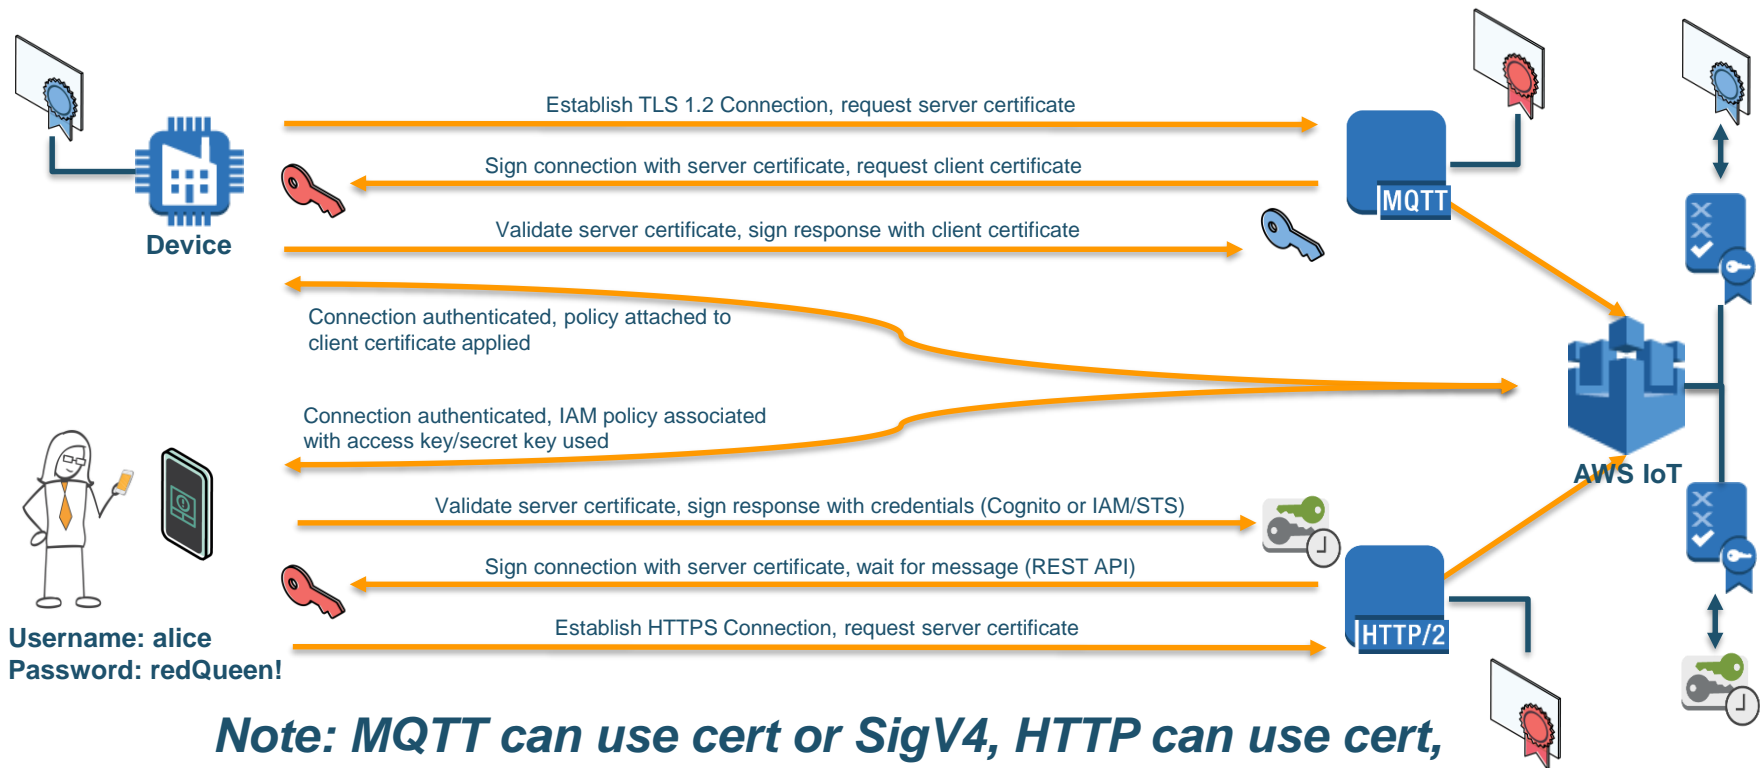 Establish TLS 1.2 Connection, request server certificate
Sign connection with server certificate, request client certificate
MQTT
Validate server certificate, sign response with client certificate
Device
Connection authenticated, policy attached to
client certificate applied
Connection authenticated, IAM policy associated
with access key/secret key used
AWS IoT
Validate server certificate, sign response with credentials (Cognito or IAM/STS)
Sign connection with server certificate, wait for message (REST API)
Establish HTTPS Connection, request server certificate
HTTP/2
Username: alice
Password: redQueen!
Note: MQTT can use cert or SigV4, HTTP can use cert,